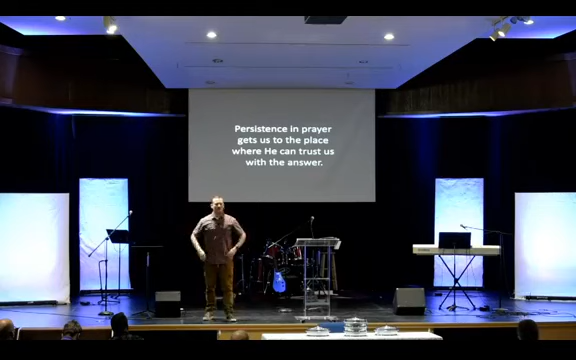 Persistence in prayer
gets us to the place
where He can trust us
with the answer.